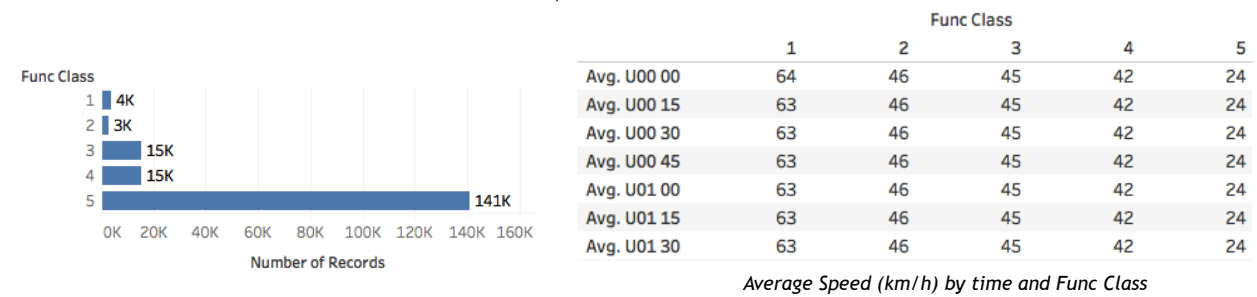 Func Class
1 4K
2 3K
3 15K
4 15K
5 141K
0K 20K 40K 60K 80K 100K 120K 140K 160K
Number of Records
Func Class
1 2 3 4 5
Avg. U00 00 64 46 45 42 24
Avg. U00 15 63 46 45 42 24
Avg. U00 30 63 46 45 42 24
Avg. U00 45 63 46 45 42 24
Avg. U01 00 63 46 45 42 24
Avg. U01 15 63 46 45 42 24
Avg. U01 30 63 46 45 42 24
Average Speed (km/h) by time and Func Class